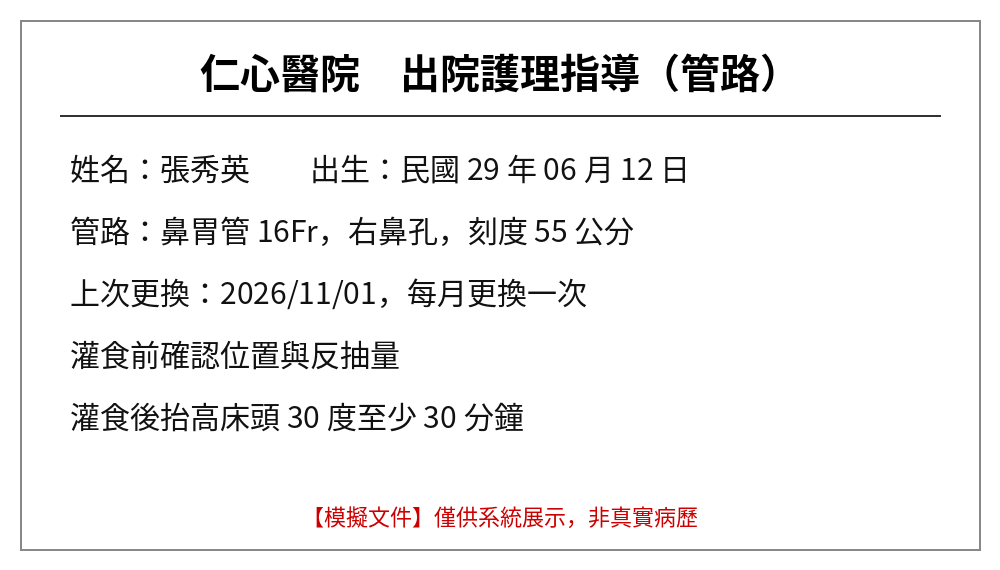 仁心醫院　出院護理指導（管路）
姓名：張秀英　　出生：民國 29 年 06 月 12 日
管路：鼻胃管 16Fr，右鼻孔，刻度 55 公分
上次更換：2026/11/01，每月更換一次
灌食前確認位置與反抽量
灌食後抬高床頭 30 度至少 30 分鐘
【模擬文件】僅供系統展示，非真實病歷